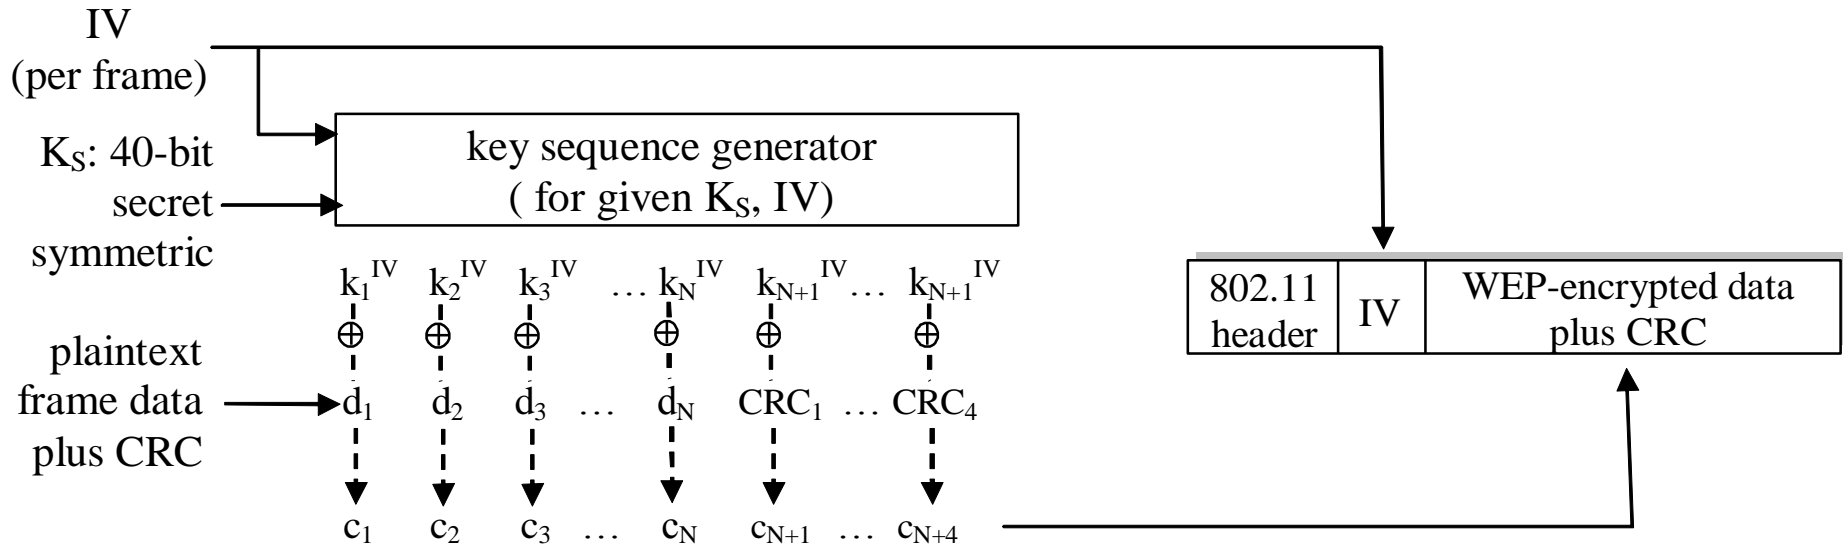 IV
(per frame)
K_S: 40-bit
secret
symmetric
key sequence generator
( for given K_S, IV)
k_1^IV k_2^IV k_3^IV … k_N^IV k_N+1^IV … k_N+1^IV
plaintext
frame data
plus CRC
d_1 d_2 d_3 … d_N CRC_1 … CRC_4
c_1 c_2 c_3 … c_N c_N+1 … c_N+4
802.11
header
IV
WEP-encrypted data
plus CRC